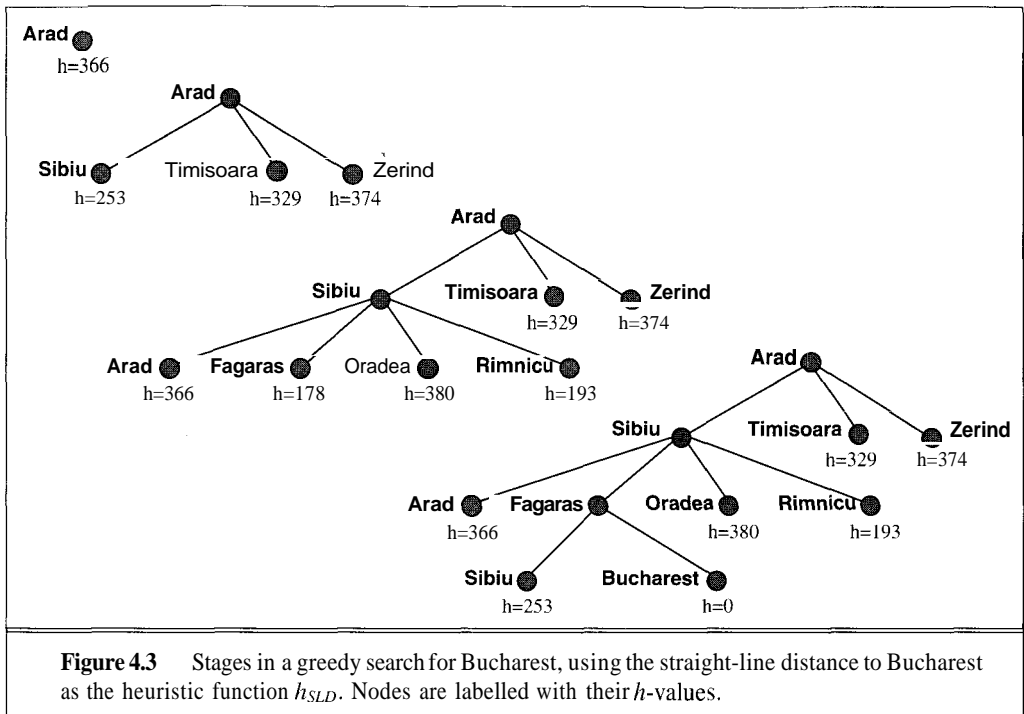 Arad
h=366
Arad
Sibiu Timisoara Zerind
h=253 h=329 h=374
Arad
Sibiu Timisoara Zerind
h=329 h=374
Arad Fagaras Oradea Rimnicu
h=366 h=178 h=380 h=193
Arad
Sibiu Timisoara Zerind
h=329 h=374
Arad Fagaras Oradea Rimnicu
h=366 h=380 h=193
Sibiu Bucharest
h=253 h=0
Figure 4.3 Stages in a greedy search for Bucharest, using the straight-line distance to Bucharest
as the heuristic function hSLD. Nodes are labelled with their h-values.